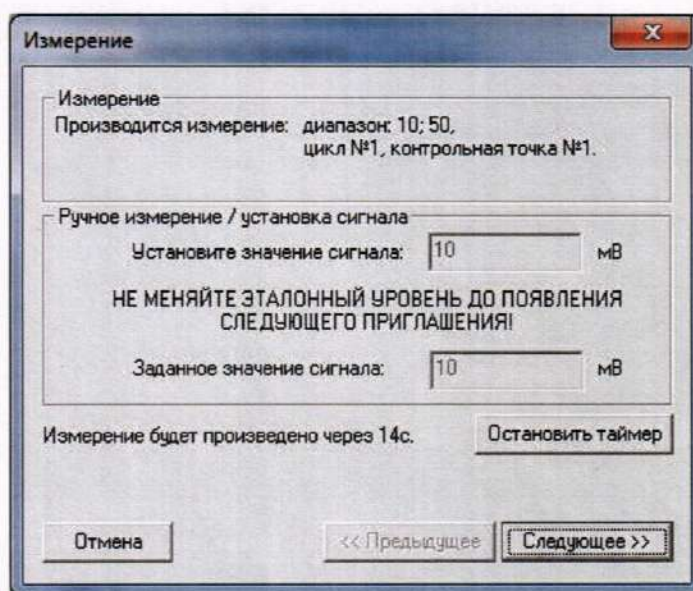 Измерение
Измерение
Производится измерение: диапазон: 10; 50,
цикл №1, контрольная точка №1.
Ручное измерение / установка сигнала
Установите значение сигнала: 10 мВ
НЕ МЕНЯЙТЕ ЭТАЛОННЫЙ УРОВЕНЬ ДО ПОЯВЛЕНИЯ
СЛЕДУЮЩЕГО ПРИГЛАШЕНИЯ!
Заданное значение сигнала: 10 мВ
Измерение будет произведено через 14с. Остановить таймер
Отмена << Предыдущее Следующее >>